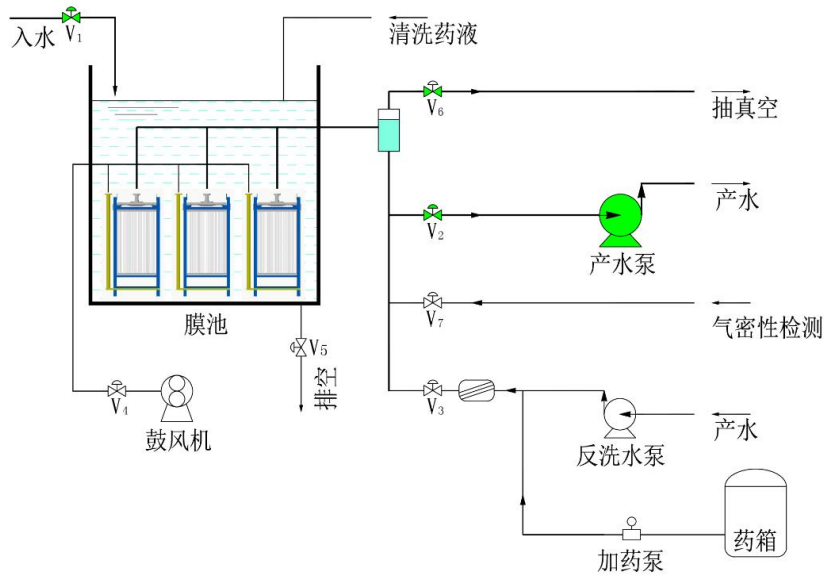 入水
V₁
清洗药液
V₆
抽真空
V₂
产水泵
产水
V₇
气密性检测
膜池
V₅
排空
V₄
鼓风机
V₃
反洗水泵
产水
加药泵
药箱